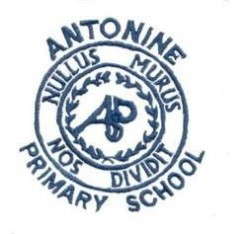 ANTONINE
NULLUS MURUS
APS
NOS DIVIDIT
PRIMARY SCHOOL